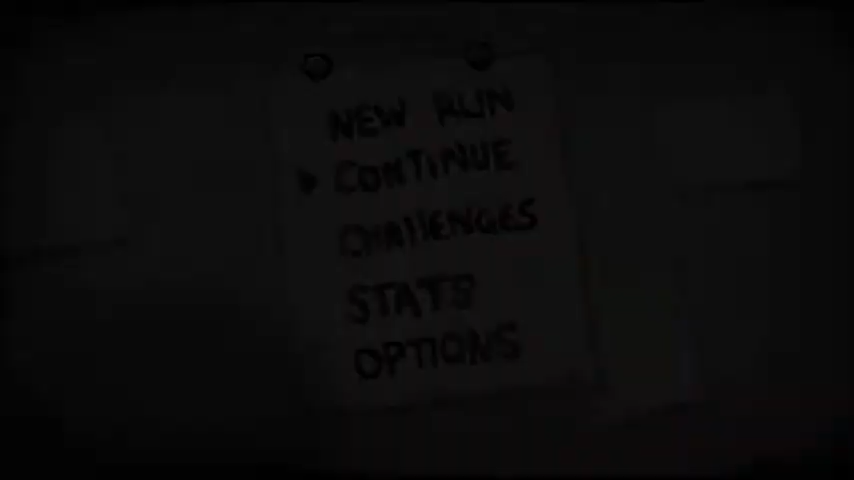 NEW RUN
CONTINUE
CHALLENGES
STATS
OPTIONS